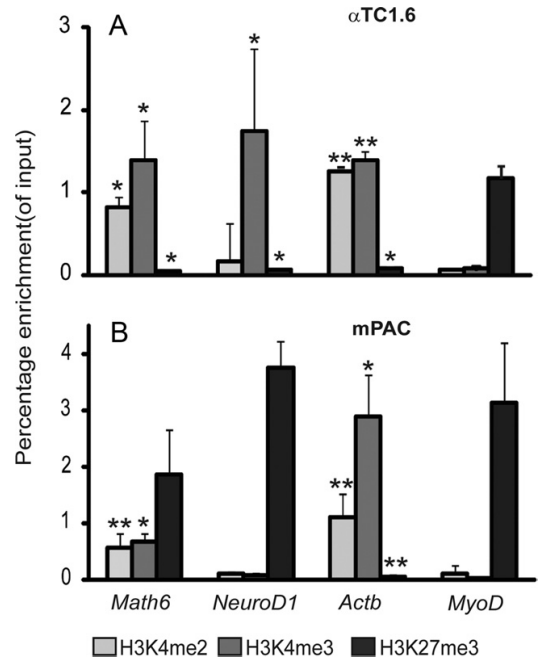 A
αTC1.6
3
2
1
0
* * *
* *
** ** *
Percentage enrichment(of input)
B
mPAC
4
3
2
1
0
** *
** * **
Math6 NeuroD1 Actb MyoD
H3K4me2 H3K4me3 H3K27me3